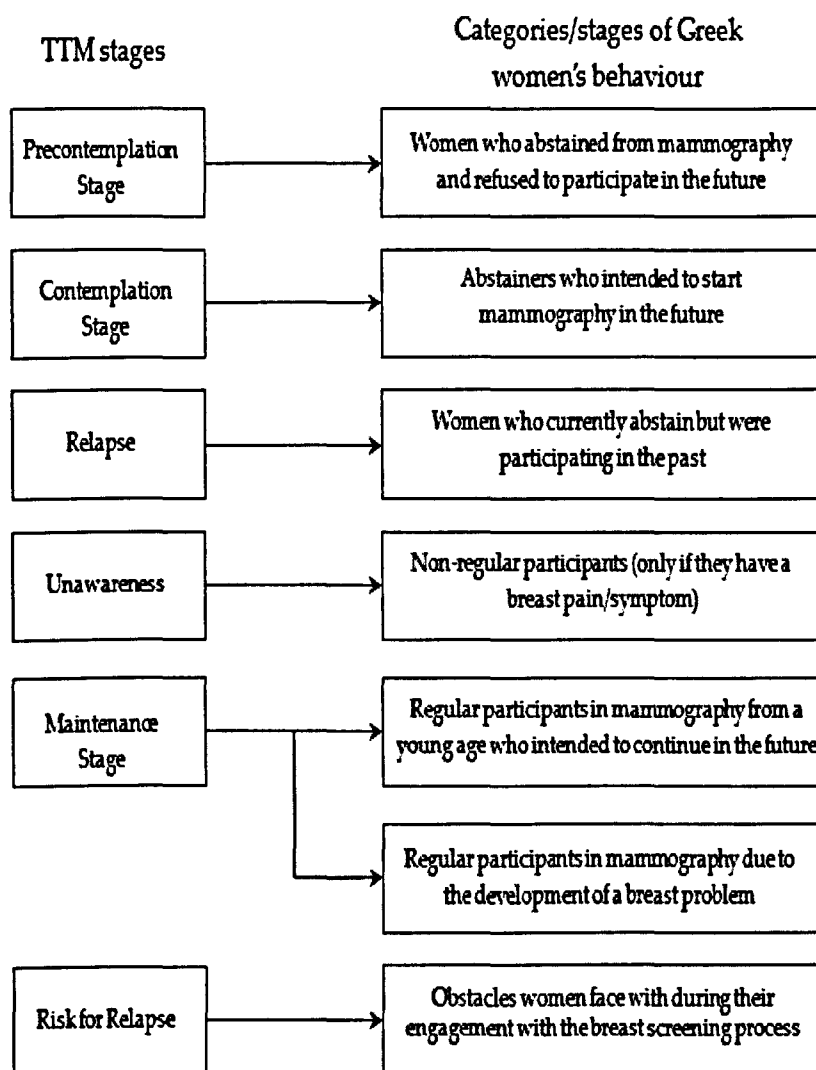 TTM stages
Categories/stages of Greek
women's behaviour
Precontemplation
Stage
Women who abstained from mammography
and refused to participate in the future
Contemplation
Stage
Abstainers who intended to start
mammography in the future
Relapse
Women who currently abstain but were
participating in the past
Unawareness
Non-regular participants (only if they have a
breast pain/symptom)
Maintenance
Stage
Regular participants in mammography from a
young age who intended to continue in the future
Regular participants in mammography due to
the development of a breast problem
Risk for Relapse
Obstacles women face with during their
engagement with the breast screening process